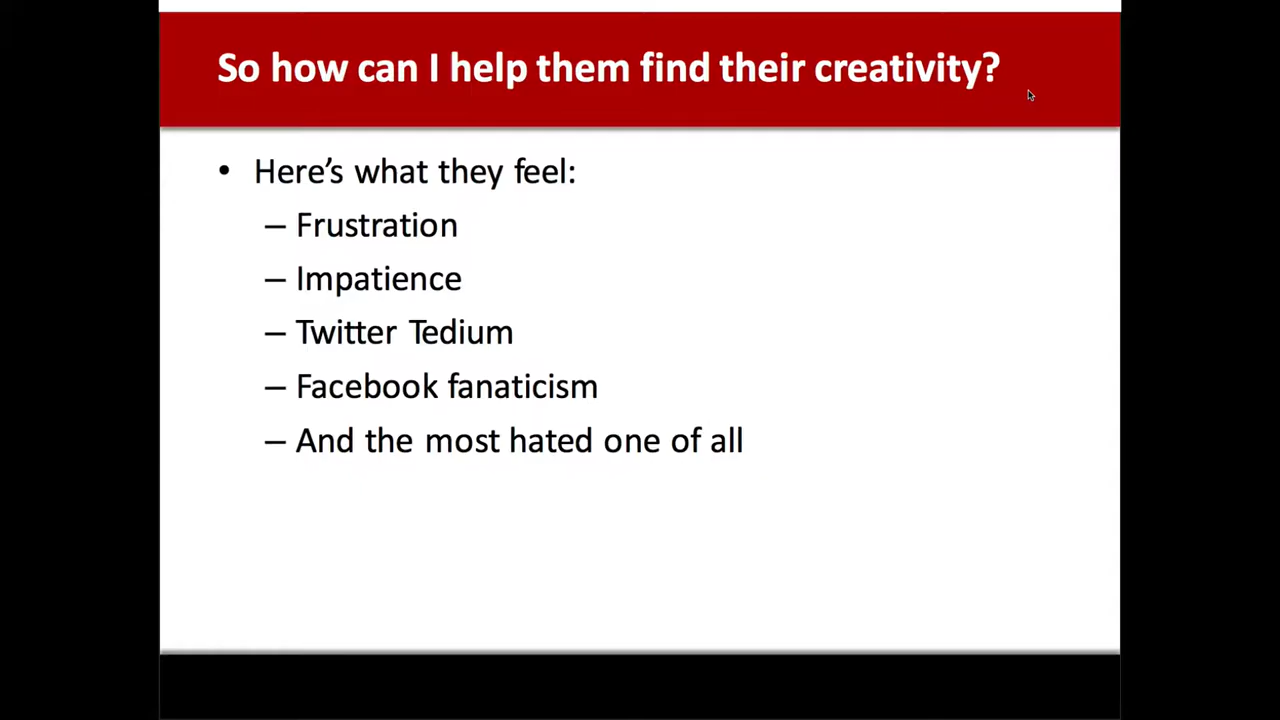 So how can I help them find their creativity?
• Here’s what they feel:
– Frustration
– Impatience
– Twitter Tedium
– Facebook fanaticism
– And the most hated one of all